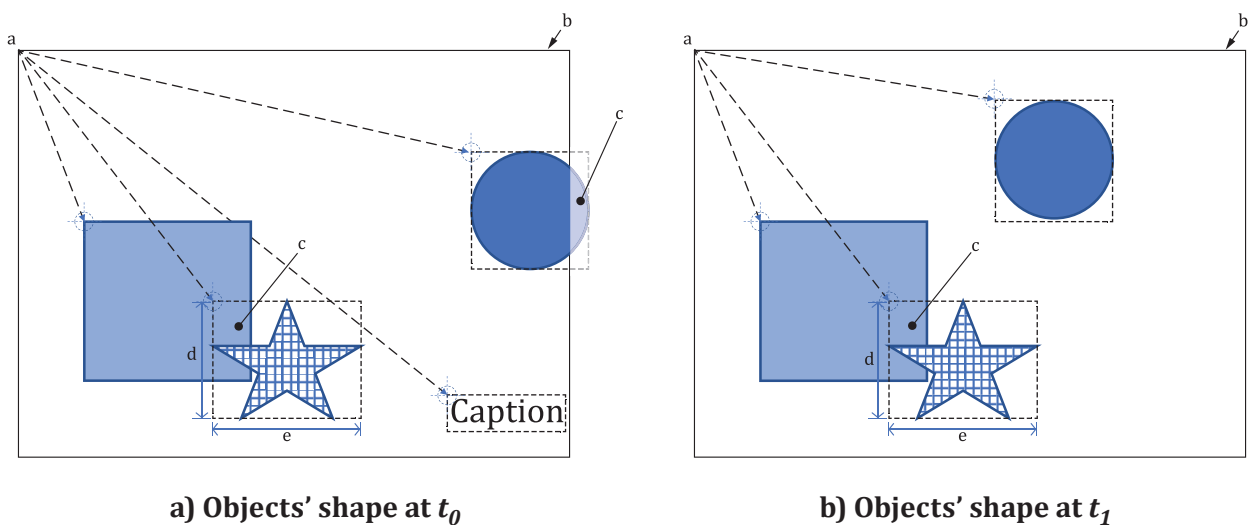 a
b
c
c
d
e
Caption
a) Objects' shape at t0
a
b
c
d
e
b) Objects' shape at t1